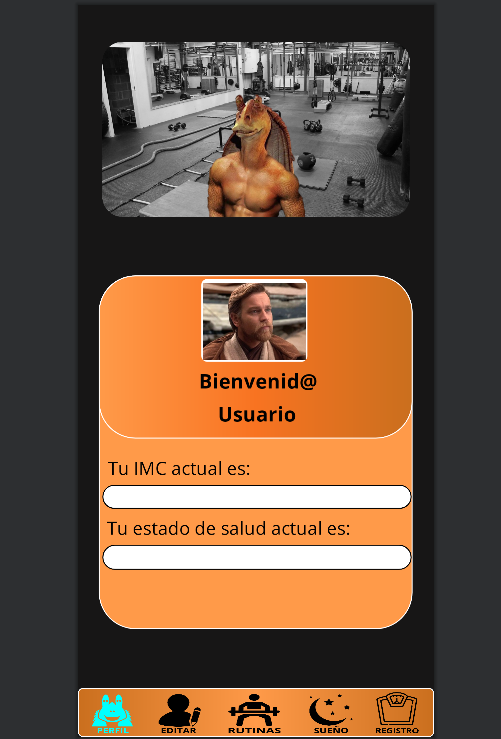 Bienvenid@
Usuario
Tu IMC actual es:
Tu estado de salud actual es:
PERFIL
EDITAR
RUTINAS
SUEÑO
REGISTRO